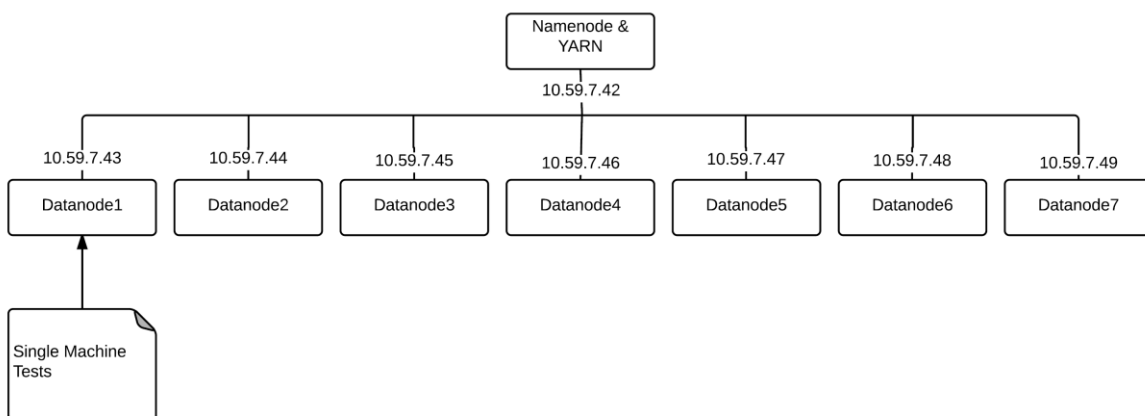 Namenode &
YARN
10.59.7.42
10.59.7.43 10.59.7.44 10.59.7.45 10.59.7.46 10.59.7.47 10.59.7.48 10.59.7.49
Datanode1 Datanode2 Datanode3 Datanode4 Datanode5 Datanode6 Datanode7
Single Machine
Tests